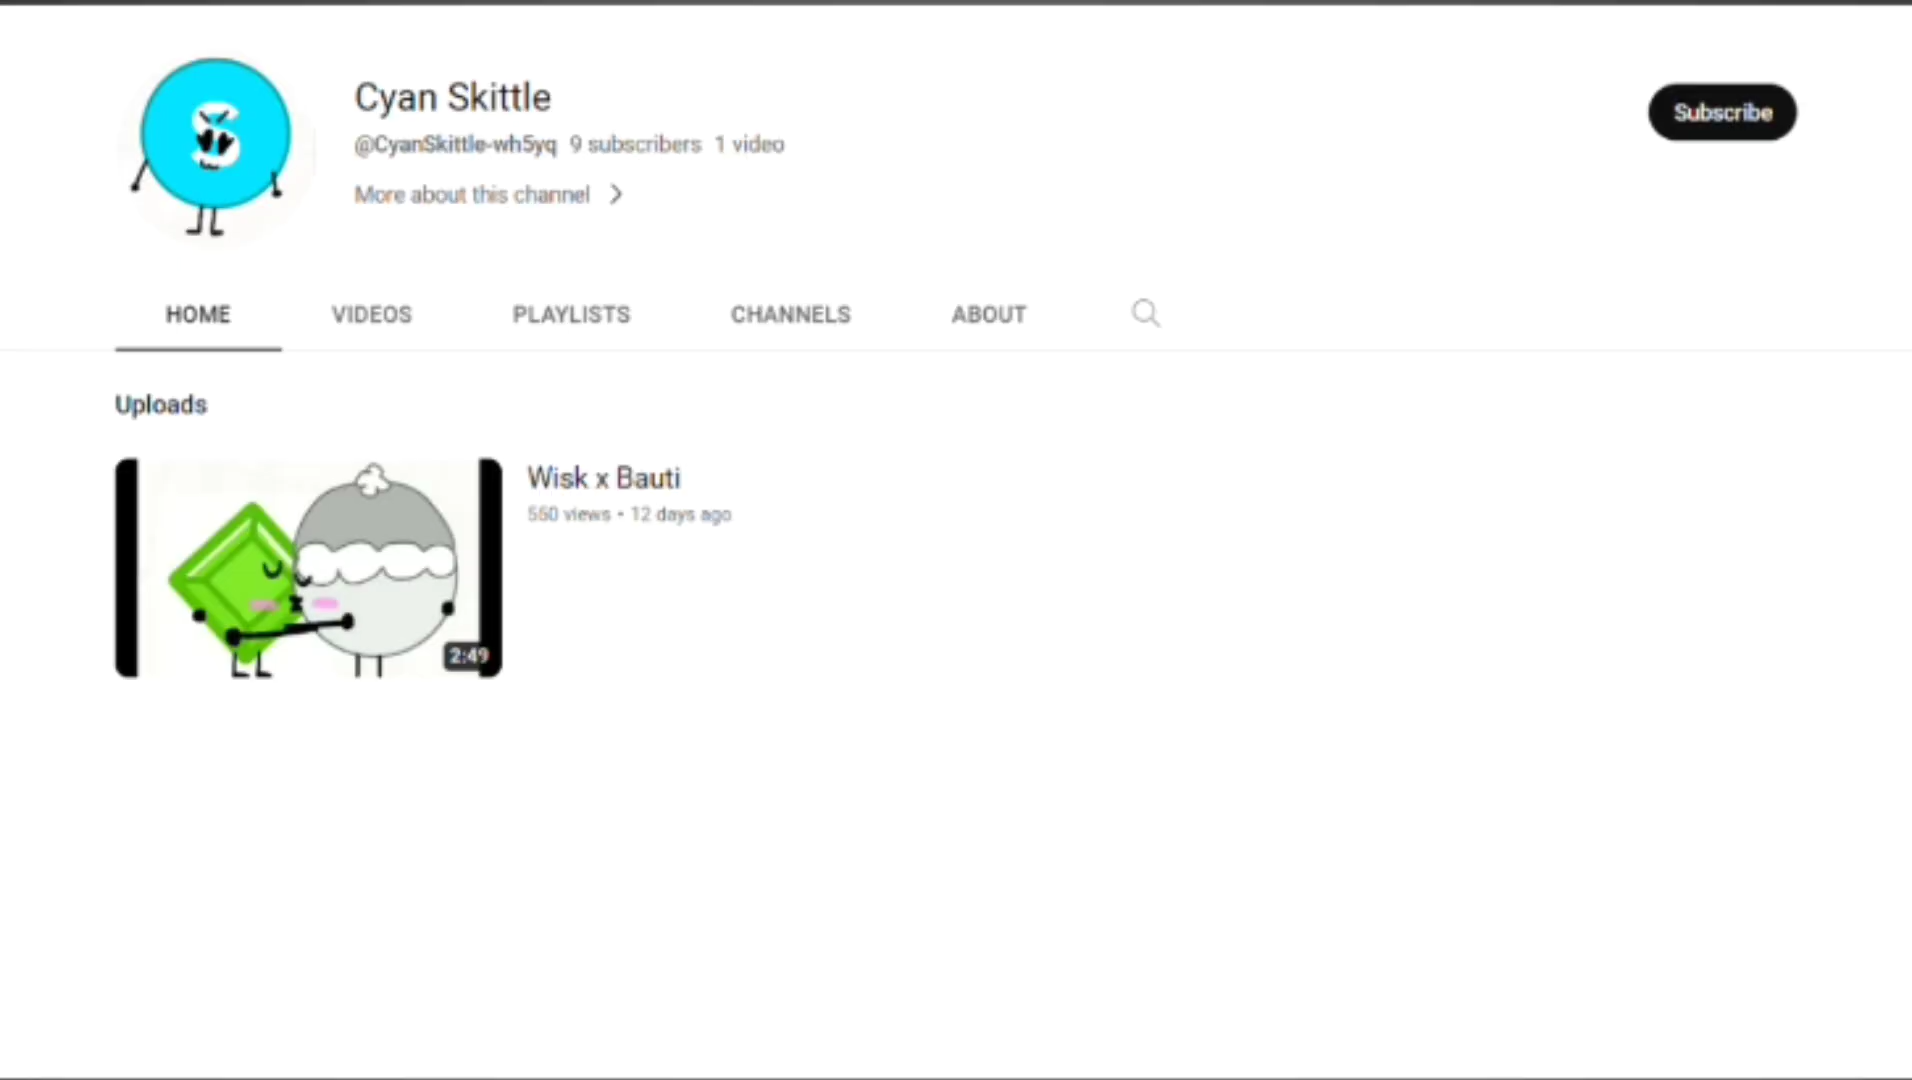 S
Cyan Skittle
@CyanSkittle-wh5yq 9 subscribers 1 video
More about this channel
Subscribe
HOME VIDEOS PLAYLISTS CHANNELS ABOUT
Uploads
Wisk x Bauti
550 views • 12 days ago
2:49